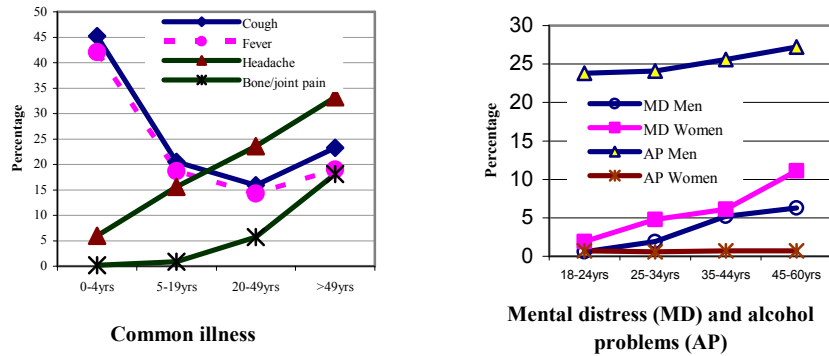 50
45
40
35
30
25
20
15
10
5
0
Percentage
Cough
Fever
Headache
Bone/joint pain
0-4yrs 5-19yrs 20-49yrs >49yrs
Common illness
30
25
20
15
10
5
0
Percentage
MD Men
MD Women
AP Men
AP Women
18-24yrs 25-34yrs 35-44yrs 45-60yrs
Mental distress (MD) and alcohol
problems (AP)